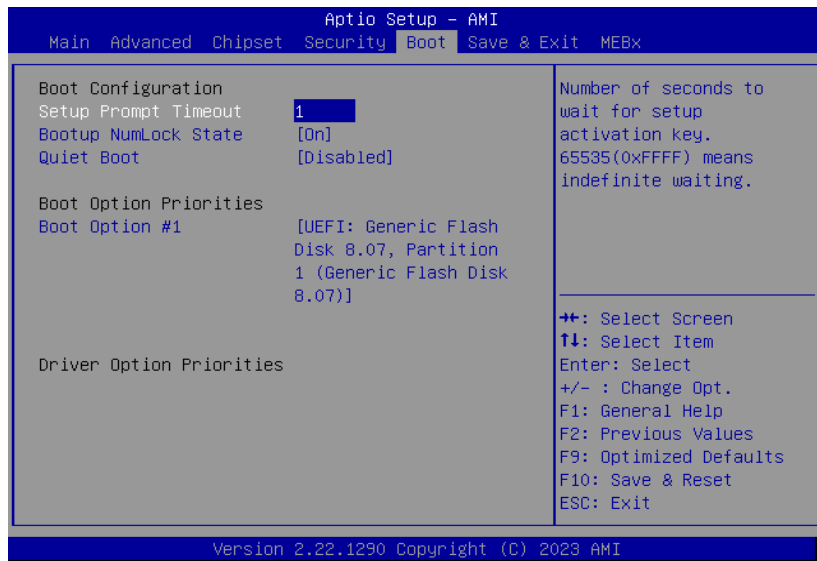 Aptio Setup – AMI
Main Advanced Chipset Security Boot Save & Exit MEBx
Boot Configuration
Setup Prompt Timeout 1
Bootup NumLock State [On]
Quiet Boot [Disabled]
Boot Option Priorities
Boot Option #1 [UEFI: Generic Flash
Disk 8.07, Partition
1 (Generic Flash Disk
8.07)]
Driver Option Priorities
Number of seconds to
wait for setup
activation key.
65535(0xFFFF) means
indefinite waiting.
→←: Select Screen
↑↓: Select Item
Enter: Select
+/- : Change Opt.
F1: General Help
F2: Previous Values
F9: Optimized Defaults
F10: Save & Reset
ESC: Exit
Version 2.22.1290 Copyright (C) 2023 AMI